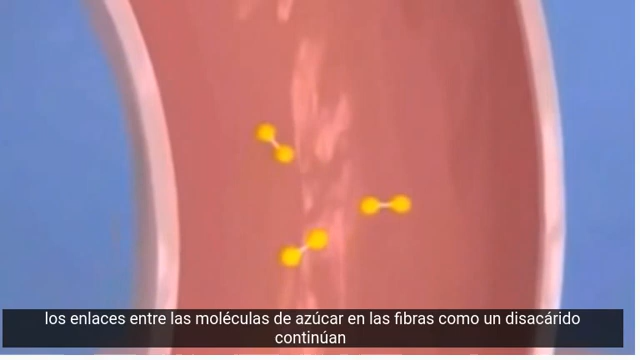 los enlaces entre las moléculas de azúcar en las fibras como un disacárido
continúan